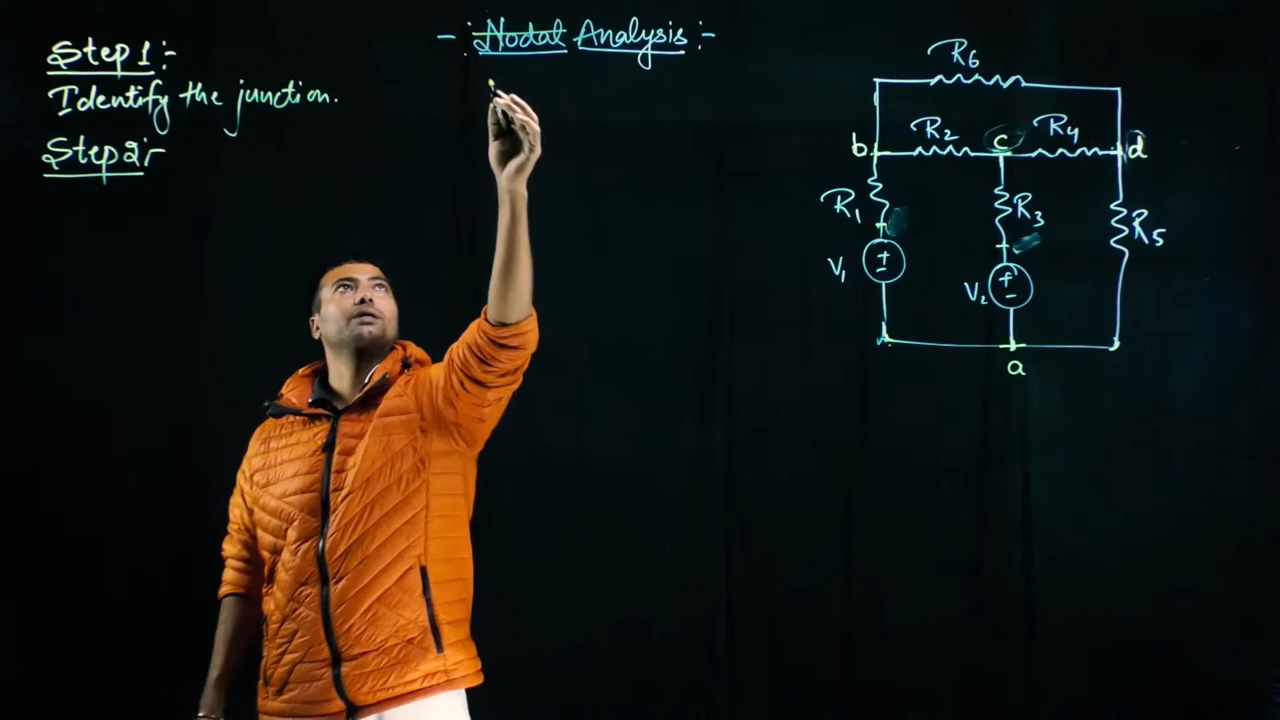 -: Nodal Analysis :-
Step 1:-
Identify the junction.
Step 2:-
R6
b R2 c R4 d
R1 R3 R5
V1 V2
a